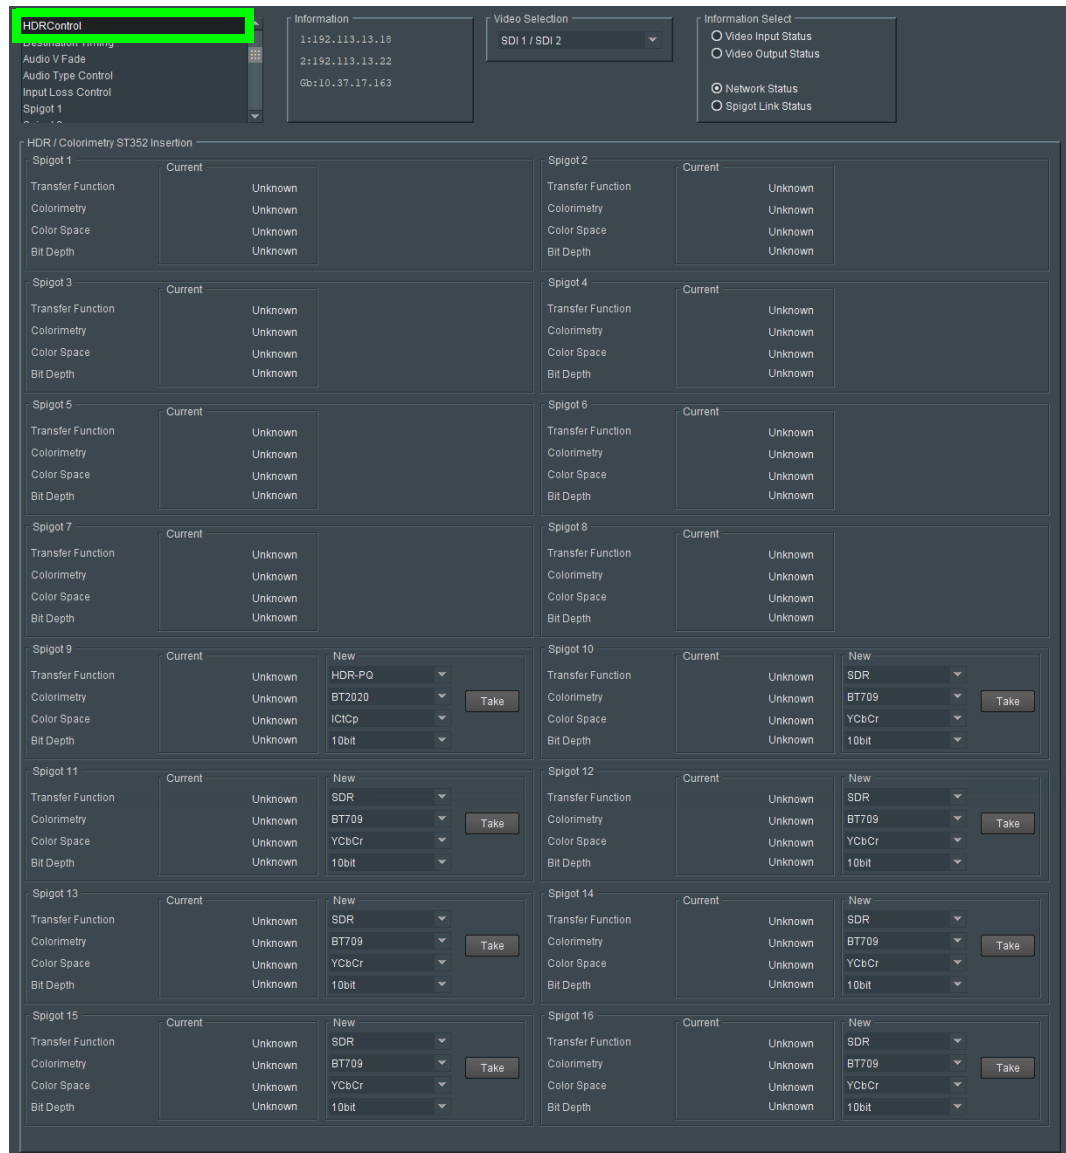 HDRControl
Destination Timing
Audio V Fade
Audio Type Control
Input Loss Control
Spigot 1
Information
1:192.113.13.18
2:192.113.13.22
Gb:10.37.17.163
Video Selection
SDI 1 / SDI 2
Information Select
Video Input Status
Video Output Status
Network Status
Spigot Link Status
HDR / Colorimetry ST352 Insertion
Spigot 1
Current
Transfer Function Unknown
Colorimetry Unknown
Color Space Unknown
Bit Depth Unknown
Spigot 2
Current
Transfer Function Unknown
Colorimetry Unknown
Color Space Unknown
Bit Depth Unknown
Spigot 3
Current
Transfer Function Unknown
Colorimetry Unknown
Color Space Unknown
Bit Depth Unknown
Spigot 4
Current
Transfer Function Unknown
Colorimetry Unknown
Color Space Unknown
Bit Depth Unknown
Spigot 5
Current
Transfer Function Unknown
Colorimetry Unknown
Color Space Unknown
Bit Depth Unknown
Spigot 6
Current
Transfer Function Unknown
Colorimetry Unknown
Color Space Unknown
Bit Depth Unknown
Spigot 7
Current
Transfer Function Unknown
Colorimetry Unknown
Color Space Unknown
Bit Depth Unknown
Spigot 8
Current
Transfer Function Unknown
Colorimetry Unknown
Color Space Unknown
Bit Depth Unknown
Spigot 9
Current New
Transfer Function Unknown HDR-PQ
Colorimetry Unknown BT2020 Take
Color Space Unknown ICtCp
Bit Depth Unknown 10bit
Spigot 10
Current New
Transfer Function Unknown SDR
Colorimetry Unknown BT709 Take
Color Space Unknown YCbCr
Bit Depth Unknown 10bit
Spigot 11
Current New
Transfer Function Unknown SDR
Colorimetry Unknown BT709 Take
Color Space Unknown YCbCr
Bit Depth Unknown 10bit
Spigot 12
Current New
Transfer Function Unknown SDR
Colorimetry Unknown BT709 Take
Color Space Unknown YCbCr
Bit Depth Unknown 10bit
Spigot 13
Current New
Transfer Function Unknown SDR
Colorimetry Unknown BT709 Take
Color Space Unknown YCbCr
Bit Depth Unknown 10bit
Spigot 14
Current New
Transfer Function Unknown SDR
Colorimetry Unknown BT709 Take
Color Space Unknown YCbCr
Bit Depth Unknown 10bit
Spigot 15
Current New
Transfer Function Unknown SDR
Colorimetry Unknown BT709 Take
Color Space Unknown YCbCr
Bit Depth Unknown 10bit
Spigot 16
Current New
Transfer Function Unknown SDR
Colorimetry Unknown BT709 Take
Color Space Unknown YCbCr
Bit Depth Unknown 10bit